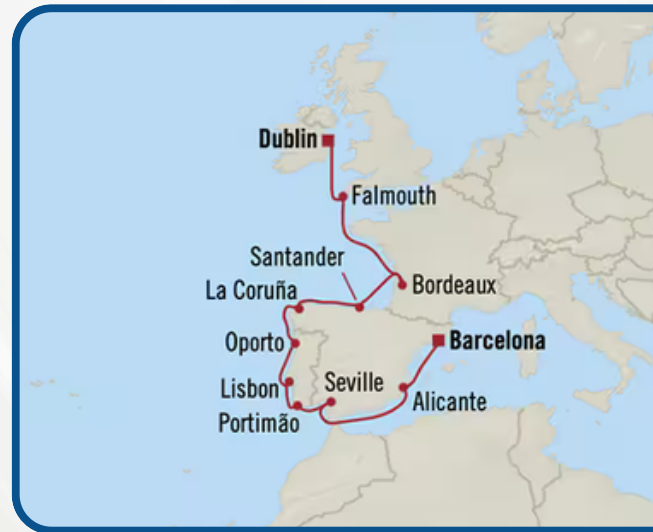 Dublin
Falmouth
Santander
Bordeaux
La Coruña
Oporto
Barcelona
Lisbon
Seville
Alicante
Portimão